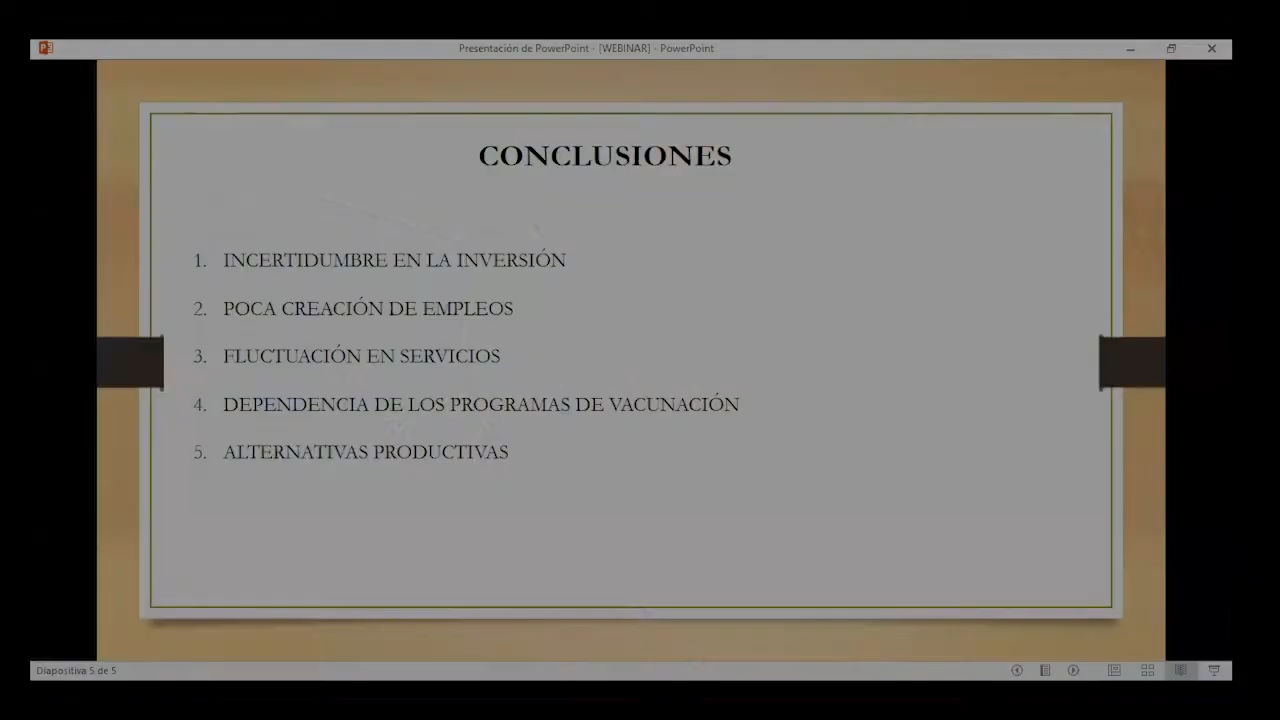 Presentación de PowerPoint - [WEBINAR] - PowerPoint
CONCLUSIONES
1. INCERTIDUMBRE EN LA INVERSIÓN
2. POCA CREACIÓN DE EMPLEOS
3. FLUCTUACIÓN EN SERVICIOS
4. DEPENDENCIA DE LOS PROGRAMAS DE VACUNACIÓN
5. ALTERNATIVAS PRODUCTIVAS
Diapositiva 5 de 5